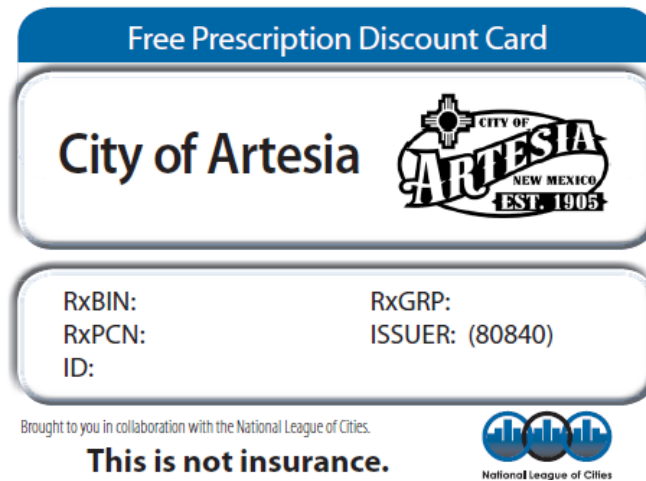 Free Prescription Discount Card
City of Artesia
CITY OF
ARTESIA
NEW MEXICO
EST. 1905
RxBIN:
RxGRP:
RxPCN:
ISSUER: (80840)
ID:
Brought to you in collaboration with the National League of Cities.
This is not insurance.
National League of Cities